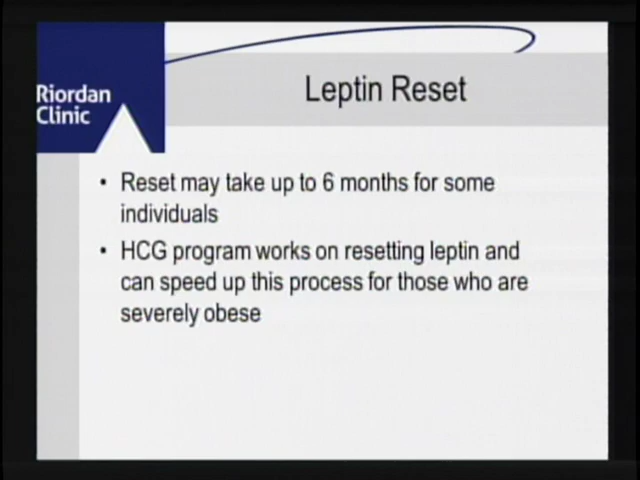 Riordan
Clinic
Leptin Reset
• Reset may take up to 6 months for some
individuals
• HCG program works on resetting leptin and
can speed up this process for those who are
severely obese